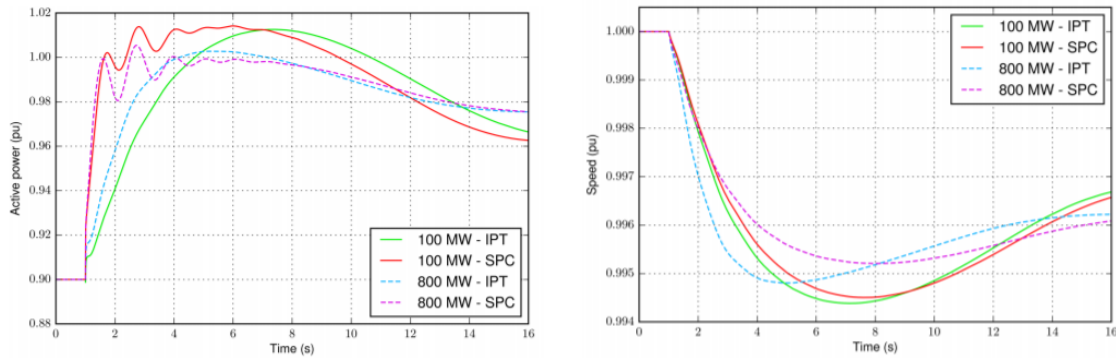 1.02
1.00
0.98
0.96
0.94
0.92
0.90
0.88
Active power (pu)
0 2 4 6 8 10 12 14 16
Time (s)
100 MW - IPT
100 MW - SPC
800 MW - IPT
800 MW - SPC
1.000
0.999
0.998
0.997
0.996
0.995
0.994
Speed (pu)
0 2 4 6 8 10 12 14 16
Time (s)
100 MW - IPT
100 MW - SPC
800 MW - IPT
800 MW - SPC